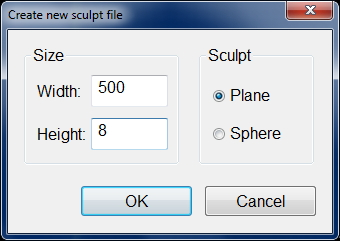 Create new sculpt file
Size
Width: 500
Height: 8
Sculpt
Plane
Sphere
OK
Cancel